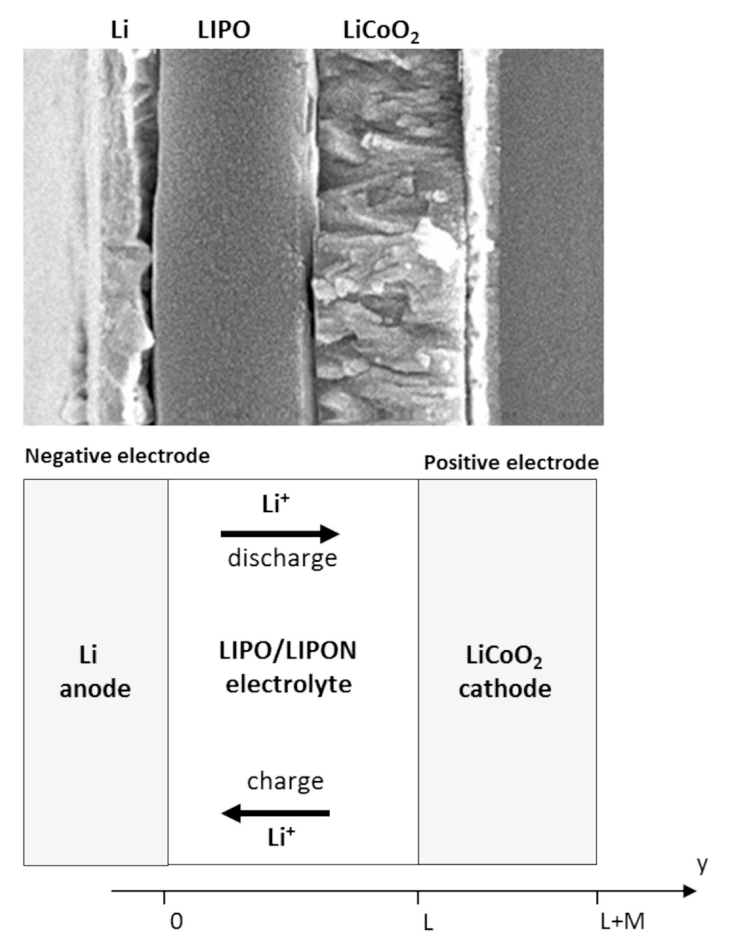 Li LIPO LiCoO₂
Negative electrode Positive electrode
Li⁺
discharge
Li
anode
LIPO/LIPON
electrolyte
LiCoO₂
cathode
charge
Li⁺
y
0 L L+M